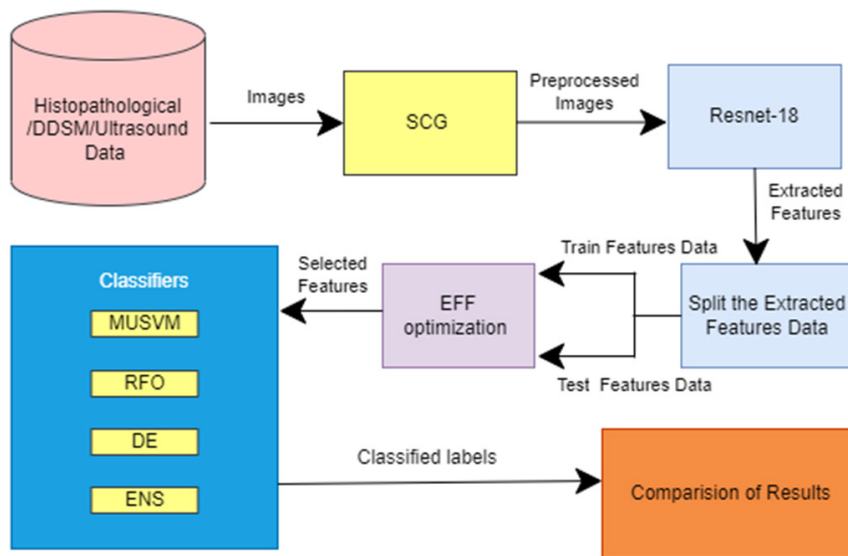 Histopathological
/DDSM/Ultrasound
Data
Images
SCG
Preprocessed
Images
Resnet-18
Extracted
Features
Split the Extracted
Features Data
Train Features Data
Test Features Data
EFF
optimization
Selected
Features
Classifiers
MUSVM
RFO
DE
ENS
Classified labels
Comparision of Results